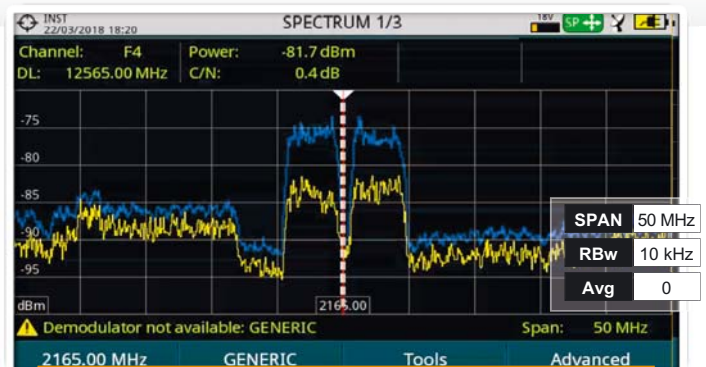 INST
22/03/2018 18:20
SPECTRUM 1/3
18V
SP
Channel: F4 Power: -81.7 dBm
DL: 12565.00 MHz C/N: 0.4 dB
-75
-80
-85
-90
-95
dBm
2165.00
SPAN 50 MHz
RBw 10 kHz
Avg 0
Demodulator not available: GENERIC Span: 50 MHz
2165.00 MHz GENERIC Tools Advanced